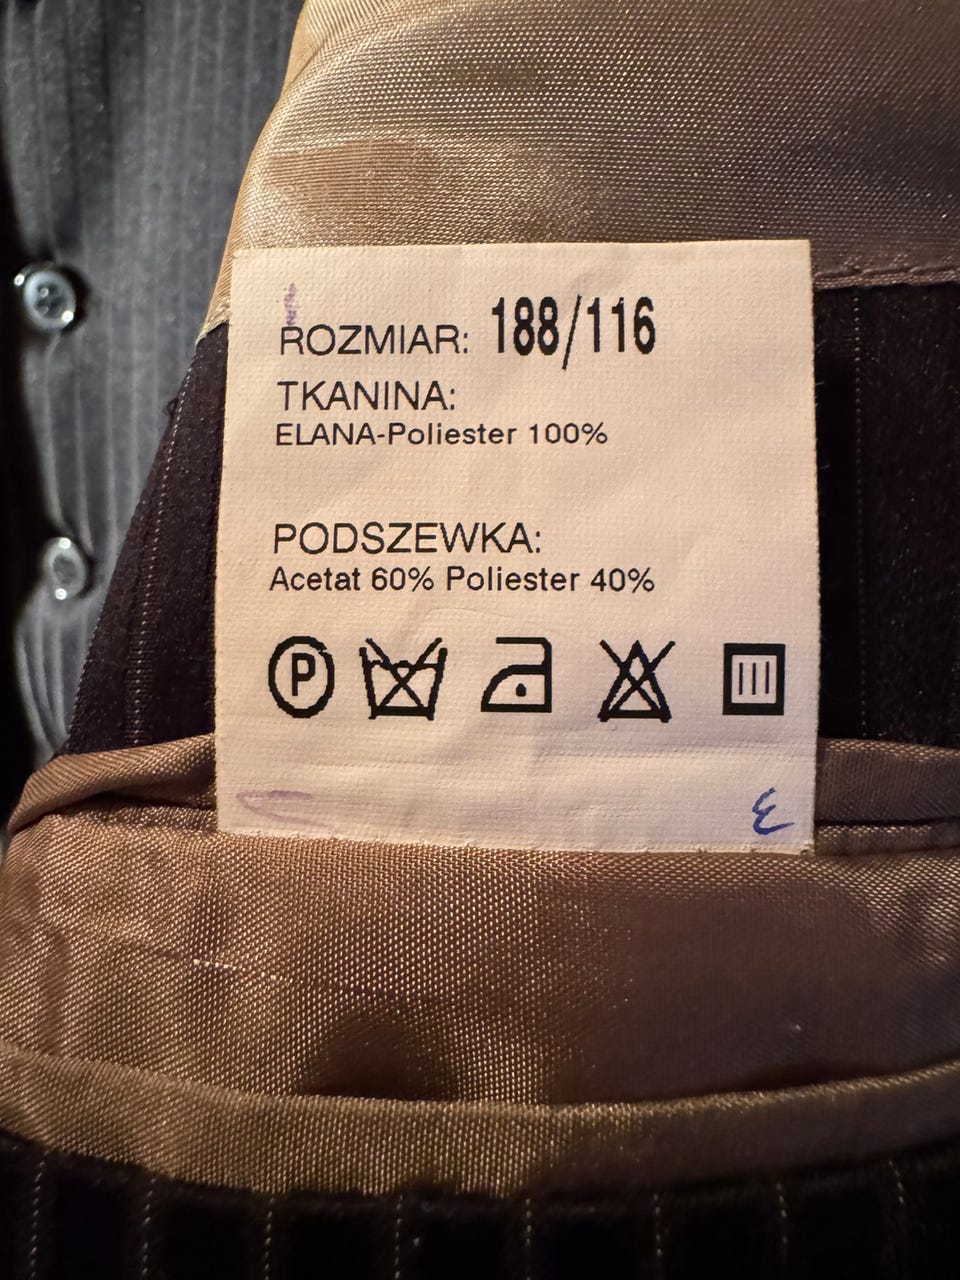 ROZMIAR: 188/116
TKANINA:
ELANA-Poliester 100%
PODSZEWKA:
Acetat 60% Poliester 40%
P